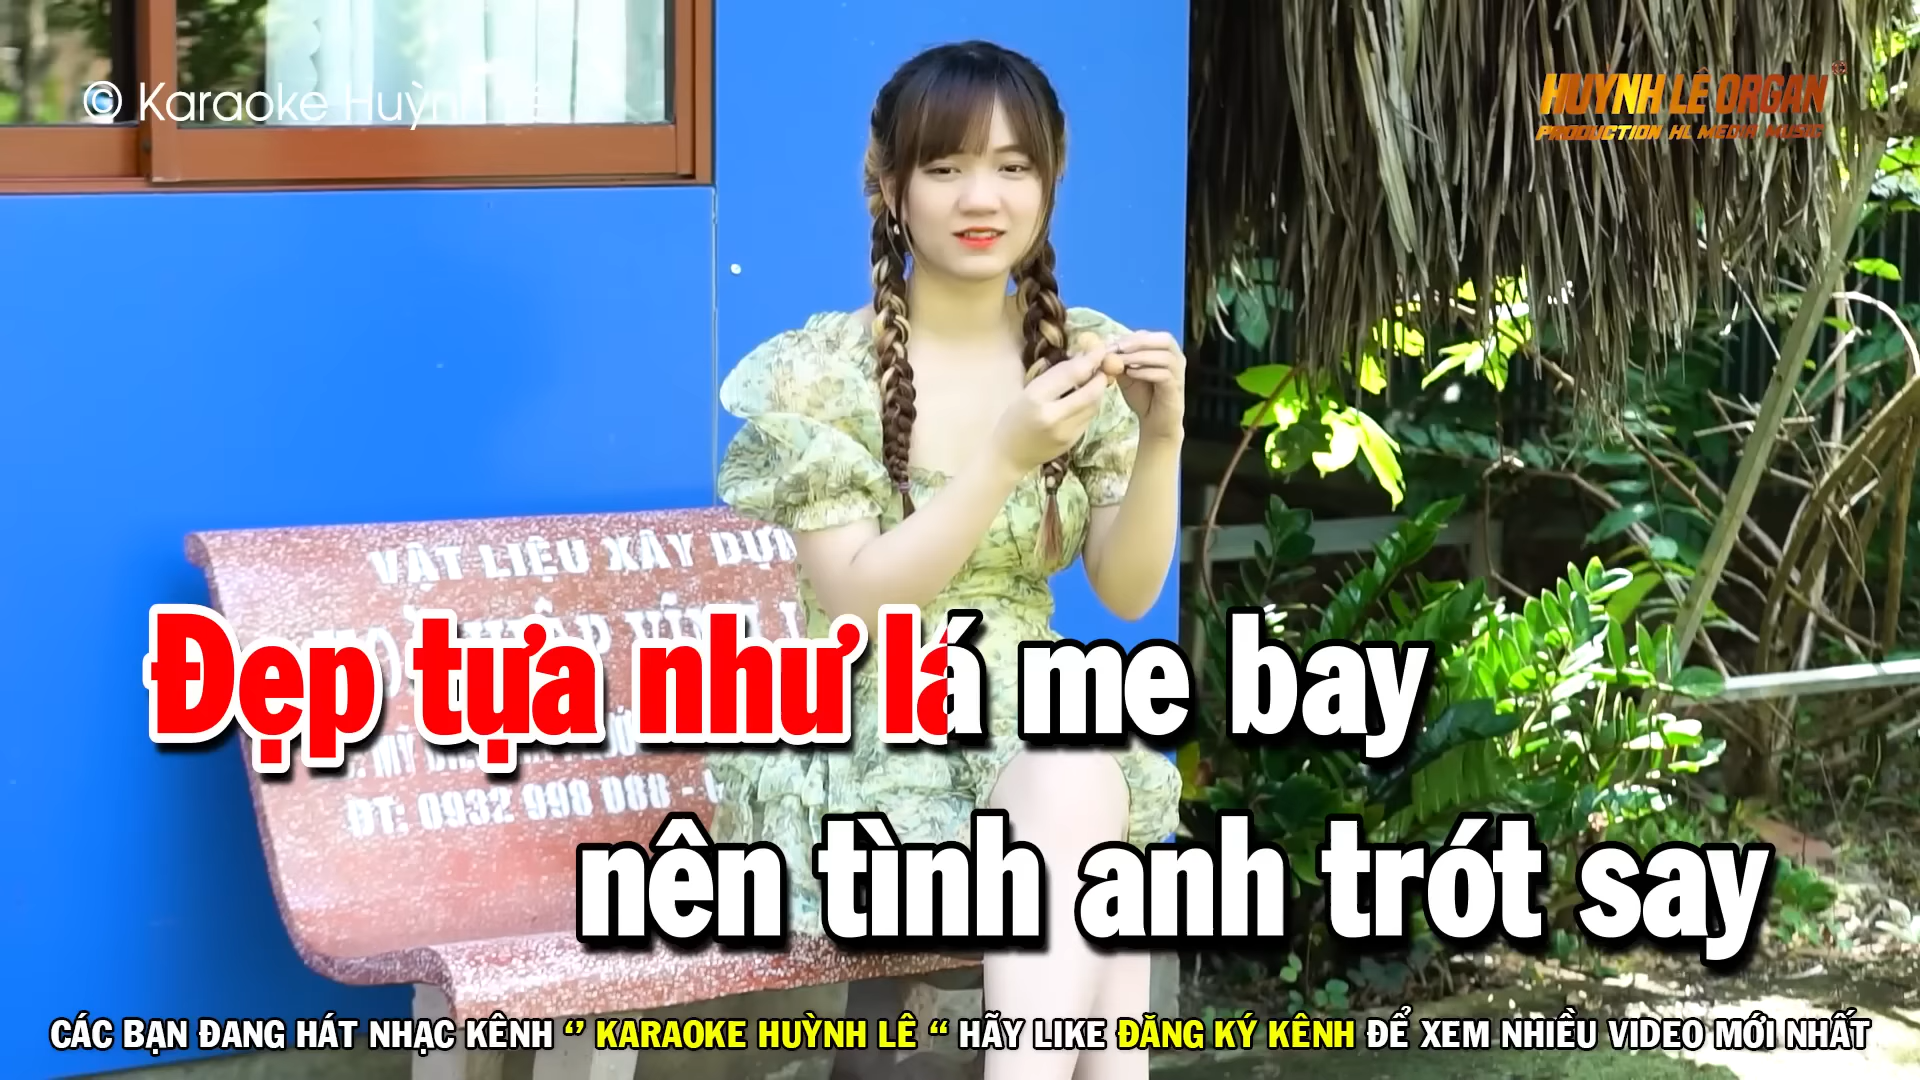 © Karaoke Huỳnh Lê
HUỲNH LÊ ORGAN
PRODUCTION HL MEDIA MUSIC
VẬT LIỆU XÂY DỰN
Đẹp tựa như lá me bay
ĐT: 0932 998 088 -
nên tình anh trót say
CÁC BẠN ĐANG HÁT NHẠC KÊNH ‘’ KARAOKE HUỲNH LÊ “ HÃY LIKE ĐĂNG KÝ KÊNH ĐỂ XEM NHIỀU VIDEO MỚI NHẤT